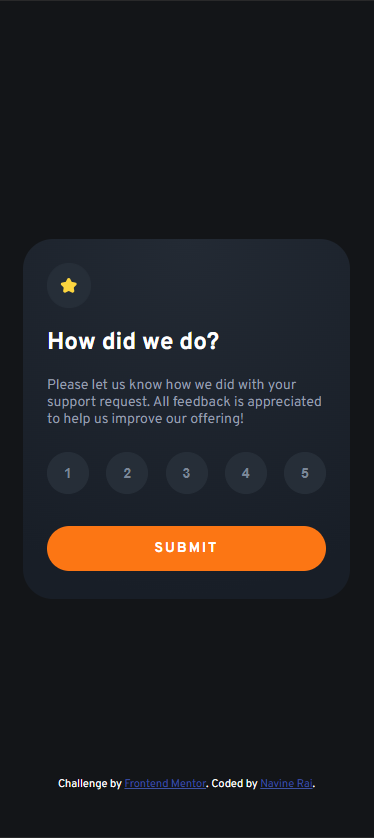 How did we do?
Please let us know how we did with your
support request. All feedback is appreciated
to help us improve our offering!
1 2 3 4 5
SUBMIT
Challenge by Frontend Mentor. Coded by Navine Rai.